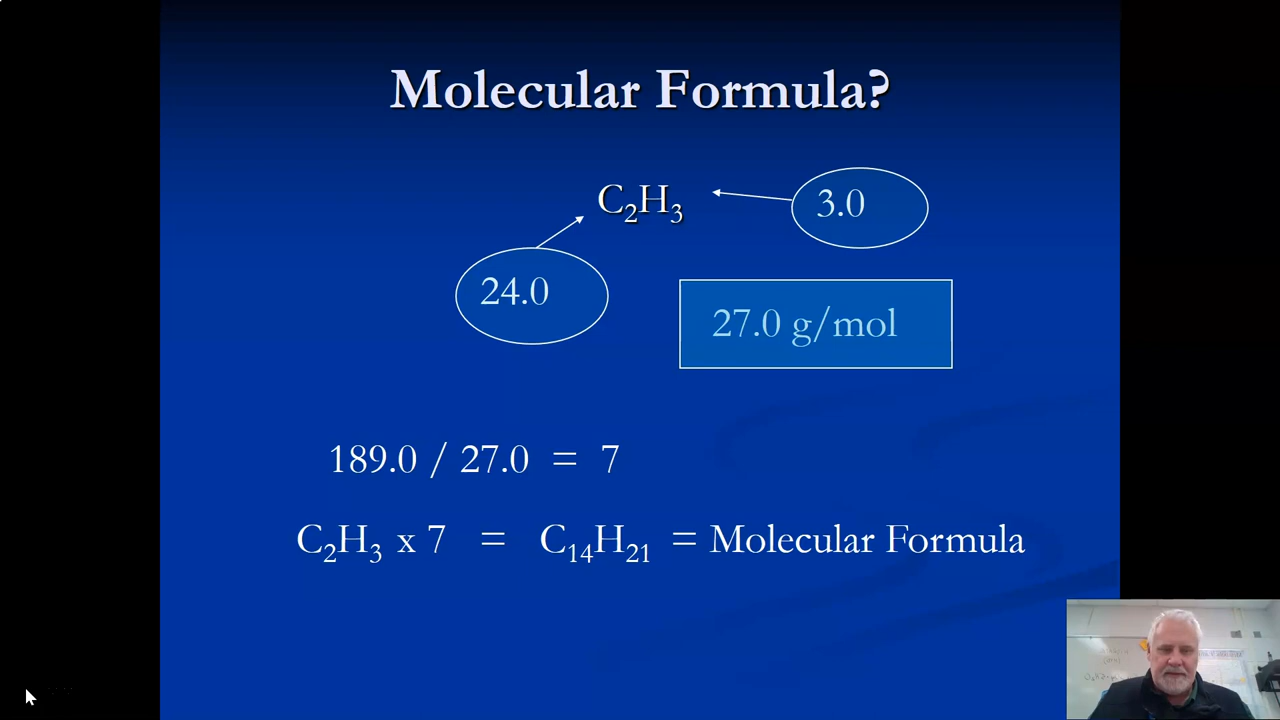 Molecular Formula?
C₂H₃
3.0
24.0
27.0 g/mol
189.0 / 27.0 = 7
C₂H₃ x 7 = C₁₄H₂₁ = Molecular Formula